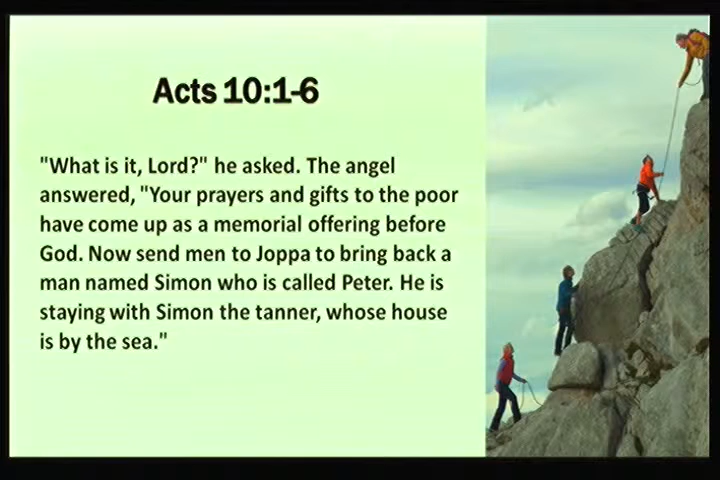 Acts 10:1-6
"What is it, Lord?" he asked. The angel
answered, "Your prayers and gifts to the poor
have come up as a memorial offering before
God. Now send men to Joppa to bring back a
man named Simon who is called Peter. He is
staying with Simon the tanner, whose house
is by the sea."